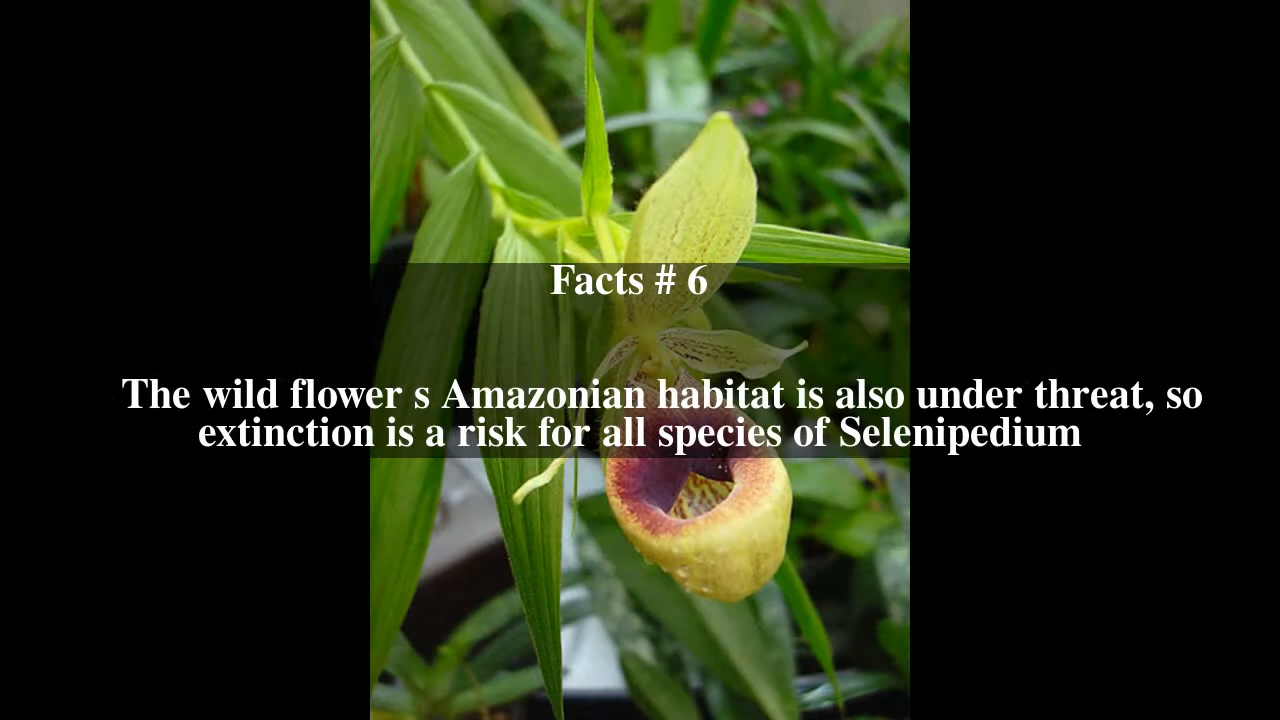 Facts # 6
The wild flower s Amazonian habitat is also under threat, so
extinction is a risk for all species of Selenipedium